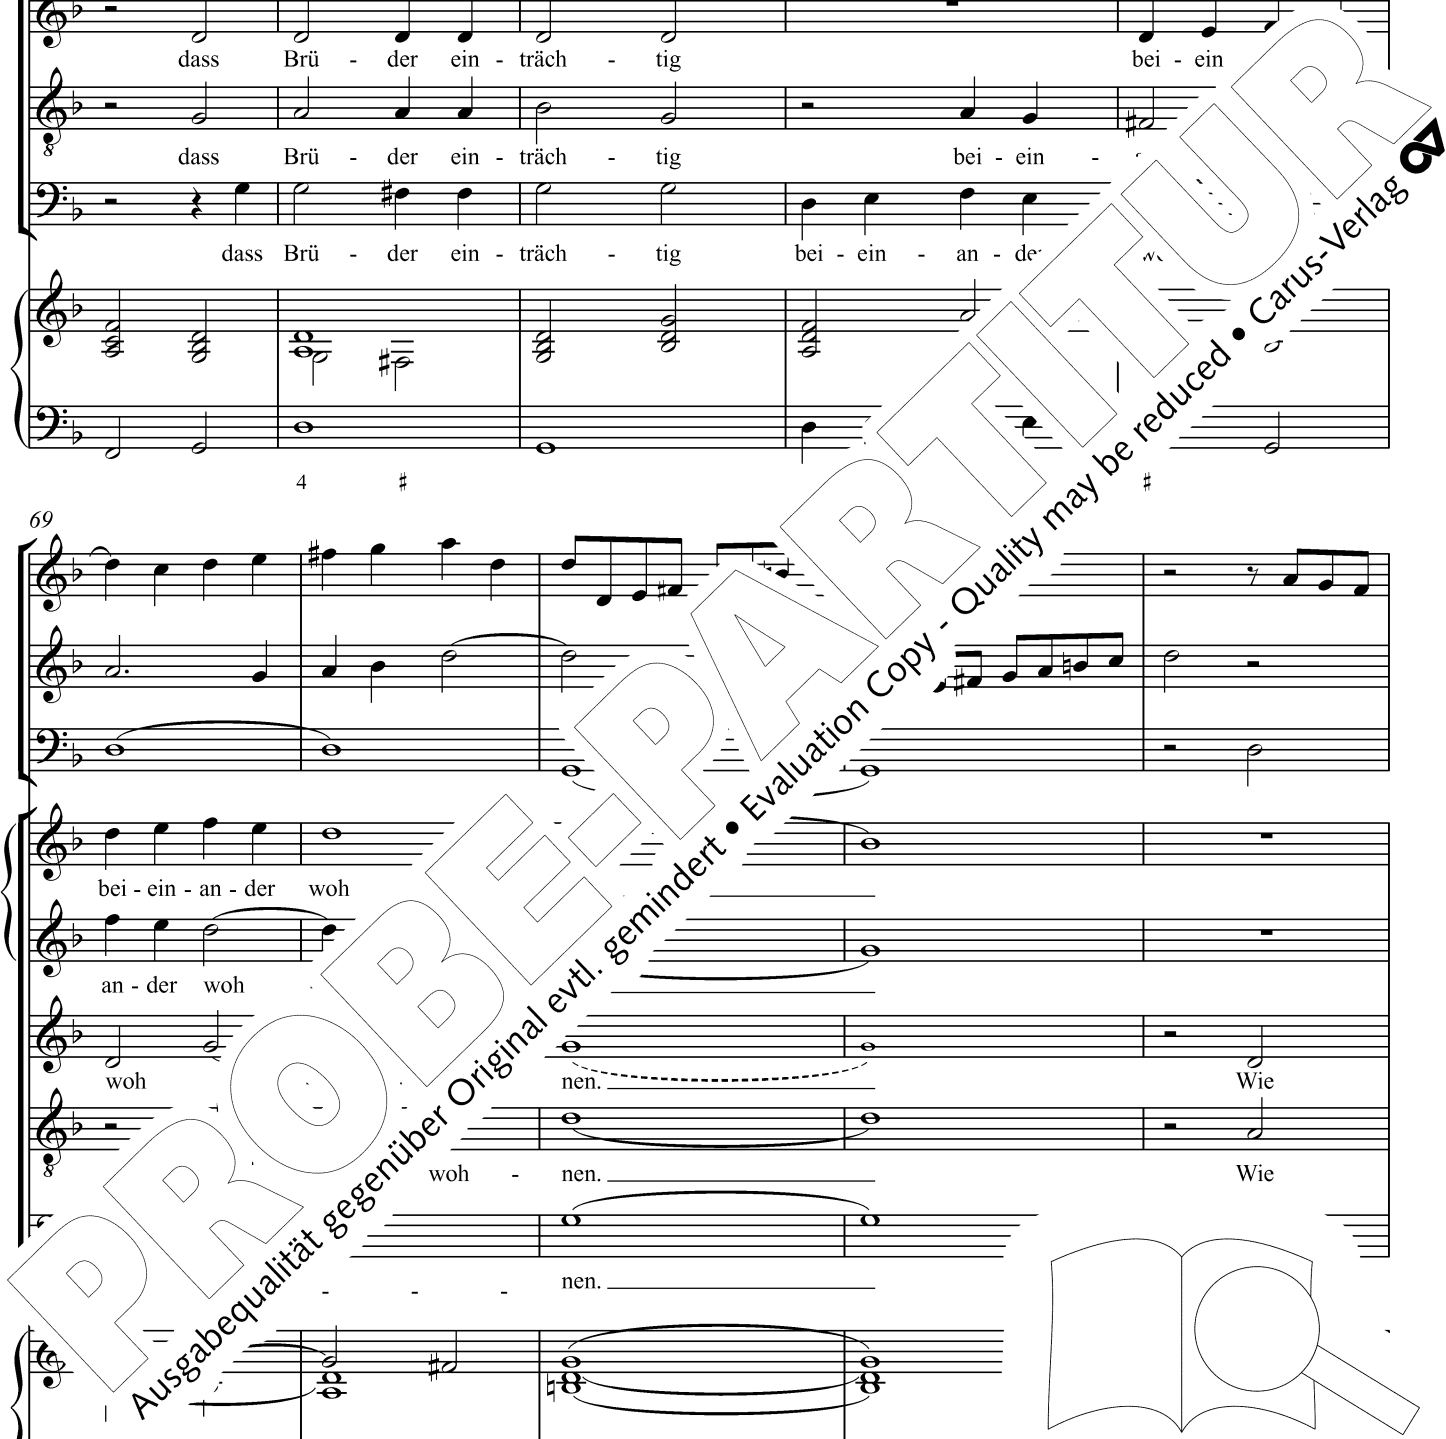 dass Brü - der ein - träch - tig bei - ein
dass Brü - der ein - träch - tig bei - ein -
dass Brü - der ein - träch - tig bei - ein - an - der
4 ♯ ♯
69
bei - ein - an - der woh
an - der woh
woh nen. Wie
woh - nen. Wie
- - - nen.
PROBE-PARTITUR
Ausgabequalität gegenüber Original evtl. gemindert • Evaluation Copy - Quality may be reduced • Carus-Verlag